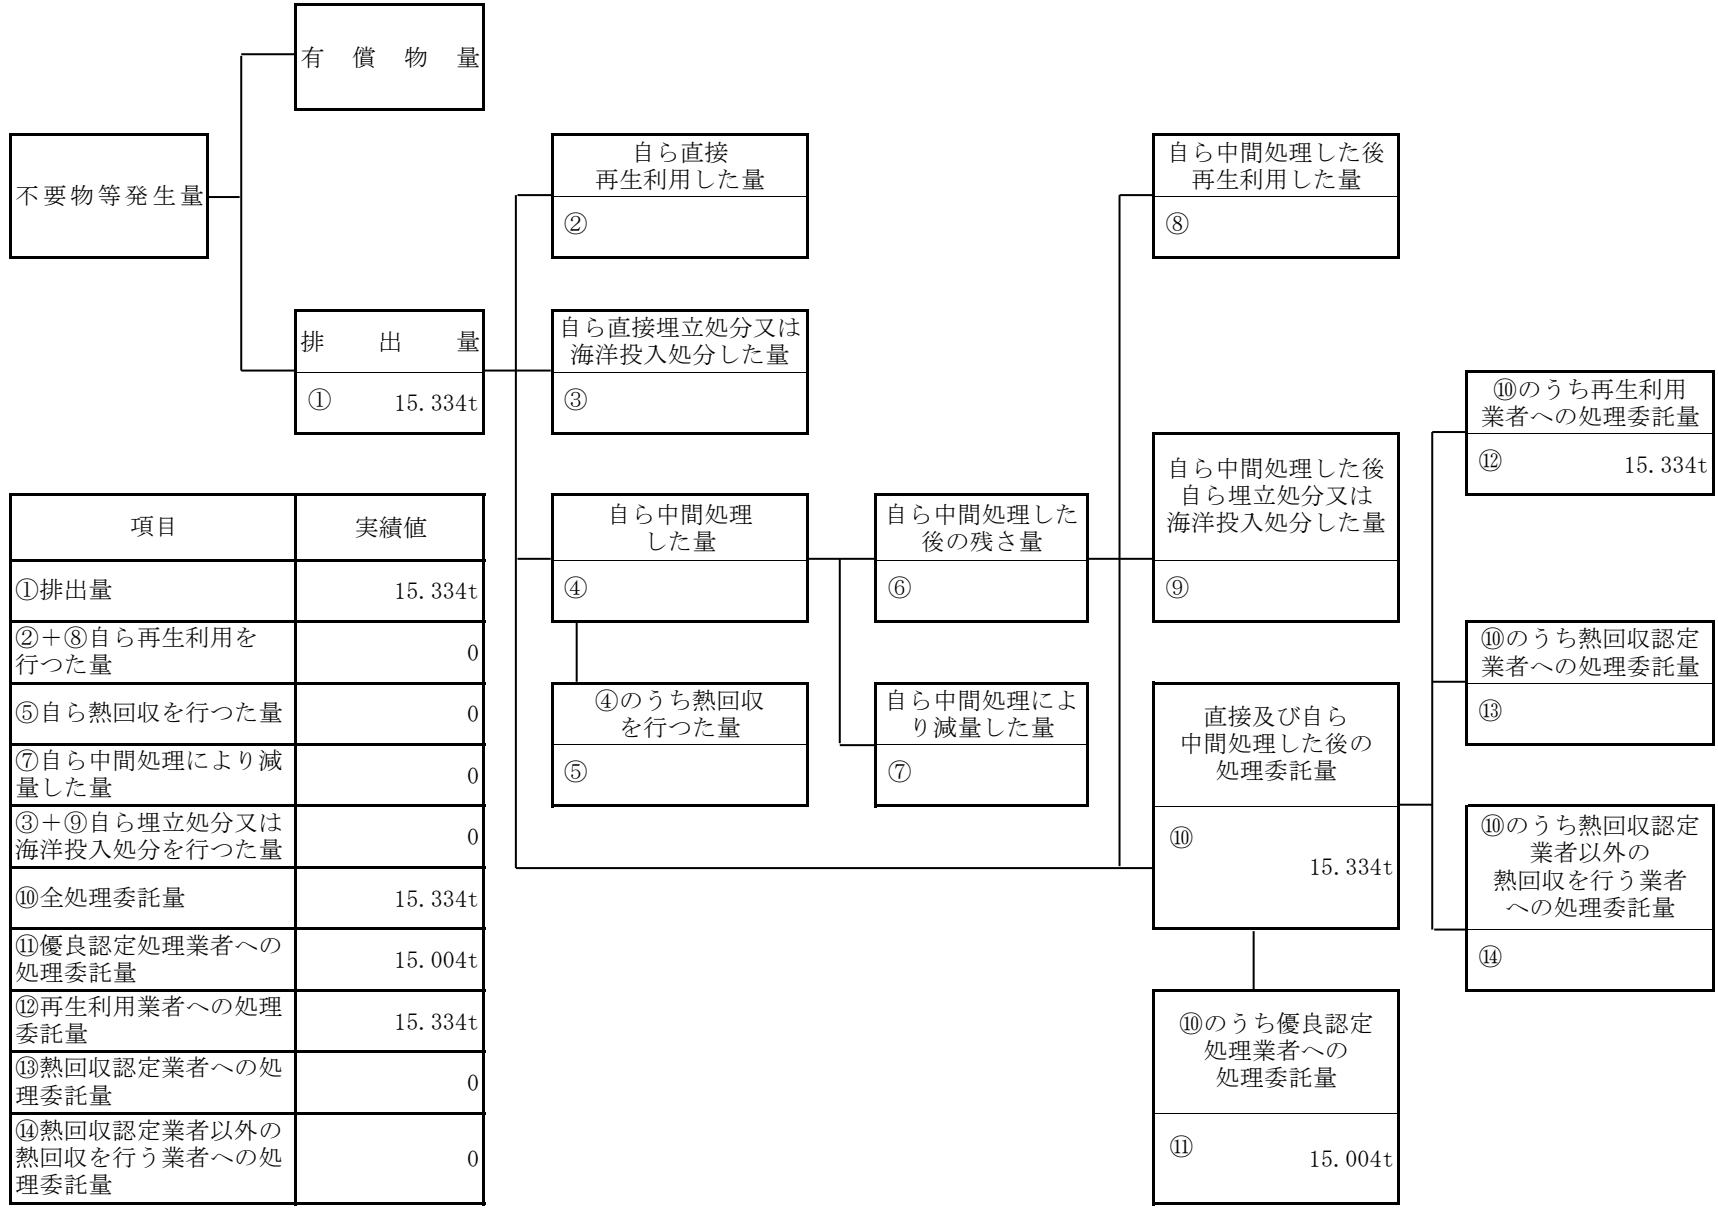 有償物量
不要物等発生量
排出量
① 15.334t
自ら直接
再生利用した量
②
自ら直接埋立処分又は
海洋投入処分した量
③
自ら中間処理
した量
④
④のうち熱回収
を行つた量
⑤
自ら中間処理した
後の残さ量
⑥
自ら中間処理によ
り減量した量
⑦
自ら中間処理した後
再生利用した量
⑧
自ら中間処理した後
自ら埋立処分又は
海洋投入処分した量
⑨
直接及び自ら
中間処理した後の
処理委託量
⑩
15.334t
⑩のうち優良認定
処理業者への
処理委託量
⑪
15.004t
⑩のうち再生利用
業者への処理委託量
⑫ 15.334t
⑩のうち熱回収認定
業者への処理委託量
⑬
⑩のうち熱回収認定
業者以外の
熱回収を行う業者
への処理委託量
⑭
項目 実績値
①排出量 15.334t
②+⑧自ら再生利用を
行つた量 0
⑤自ら熱回収を行つた量 0
⑦自ら中間処理により減
量した量 0
③+⑨自ら埋立処分又は
海洋投入処分を行つた量 0
⑩全処理委託量 15.334t
⑪優良認定処理業者への
処理委託量 15.004t
⑫再生利用業者への処理
委託量 15.334t
⑬熱回収認定業者への処
理委託量 0
⑭熱回収認定業者以外の
熱回収を行う業者への処
理委託量 0